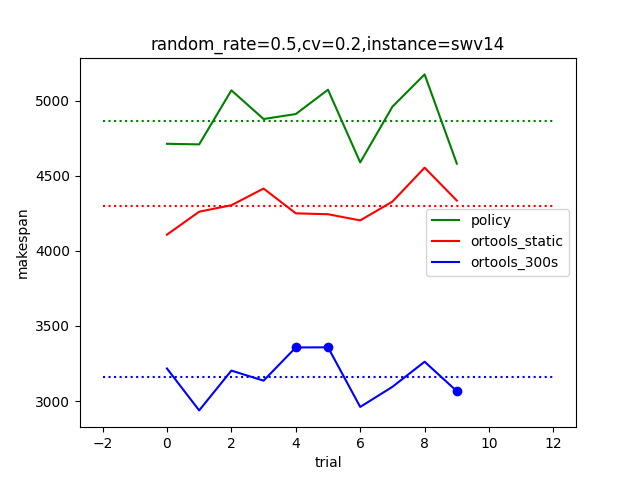 random_rate=0.5,cv=0.2,instance=swv14
makespan
5000
4500
4000
3500
3000
policy
ortools_static
ortools_300s
−2 0 2 4 6 8 10 12
trial